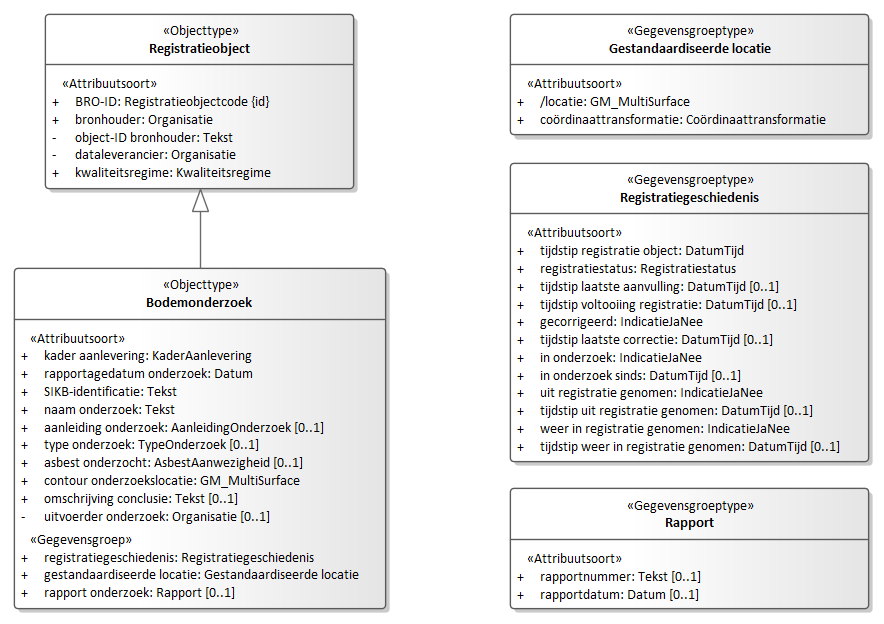 «Objecttype»
Registratieobject
«Attribuutsoort»
+ BRO-ID: Registratieobjectcode {id}
+ bronhouder: Organisatie
- object-ID bronhouder: Tekst
- dataleverancier: Organisatie
+ kwaliteitsregime: Kwaliteitsregime
«Objecttype»
Bodemonderzoek
«Attribuutsoort»
+ kader aanlevering: KaderAanlevering
+ rapportagedatum onderzoek: Datum
+ SIKB-identificatie: Tekst
+ naam onderzoek: Tekst
+ aanleiding onderzoek: AanleidingOnderzoek [0..1]
+ type onderzoek: TypeOnderzoek [0..1]
+ asbest onderzocht: AsbestAanwezigheid [0..1]
+ contour onderzoekslocatie: GM_MultiSurface
+ omschrijving conclusie: Tekst [0..1]
- uitvoerder onderzoek: Organisatie [0..1]
«Gegevensgroep»
+ registratiegeschiedenis: Registratiegeschiedenis
+ gestandaardiseerde locatie: Gestandaardiseerde locatie
+ rapport onderzoek: Rapport [0..1]
«Gegevensgroeptype»
Gestandaardiseerde locatie
«Attribuutsoort»
+ /locatie: GM_MultiSurface
+ coördinaattransformatie: Coördinaattransformatie
«Gegevensgroeptype»
Registratiegeschiedenis
«Attribuutsoort»
+ tijdstip registratie object: DatumTijd
+ registratiestatus: Registratiestatus
+ tijdstip laatste aanvulling: DatumTijd [0..1]
+ tijdstip voltooiing registratie: DatumTijd [0..1]
+ gecorrigeerd: IndicatieJaNee
+ tijdstip laatste correctie: DatumTijd [0..1]
+ in onderzoek: IndicatieJaNee
+ in onderzoek sinds: DatumTijd [0..1]
+ uit registratie genomen: IndicatieJaNee
+ tijdstip uit registratie genomen: DatumTijd [0..1]
+ weer in registratie genomen: IndicatieJaNee
+ tijdstip weer in registratie genomen: DatumTijd [0..1]
«Gegevensgroeptype»
Rapport
«Attribuutsoort»
+ rapportnummer: Tekst [0..1]
+ rapportdatum: Datum [0..1]